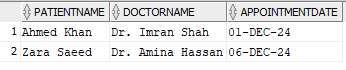 PATIENTNAME DOCTORNAME APPOINTMENTDATE
1 Ahmed Khan Dr. Imran Shah 01-DEC-24
2 Zara Saeed Dr. Amina Hassan 06-DEC-24